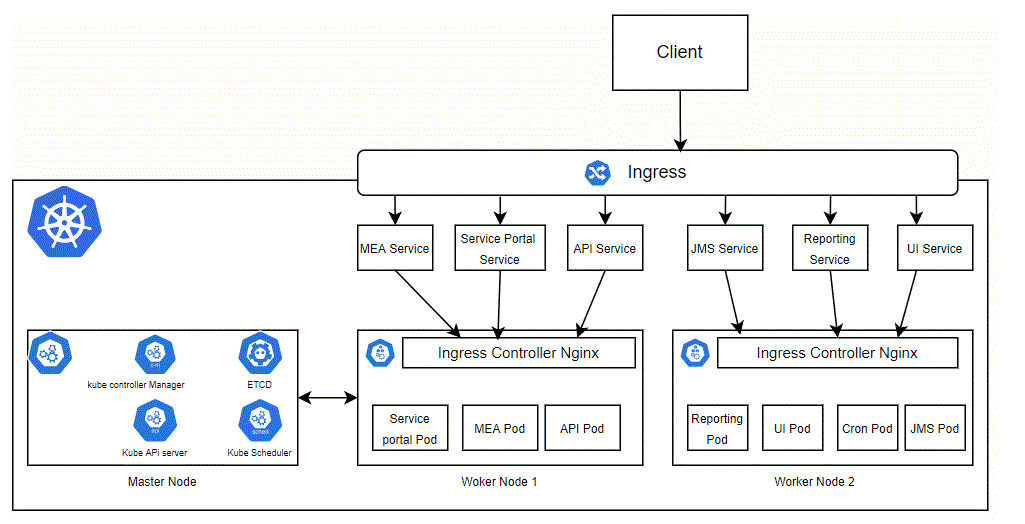 Client
Ingress
MEA Service
Service Portal
Service
API Service
JMS Service
Reporting
Service
UI Service
kube controller Manager
ETCD
api
Kube APi server
sched
Kube Scheduler
Master Node
Ingress Controller Nginx
Service
portal Pod
MEA Pod
API Pod
Woker Node 1
Ingress Controller Nginx
Reporting
Pod
UI Pod
Cron Pod
JMS Pod
Worker Node 2